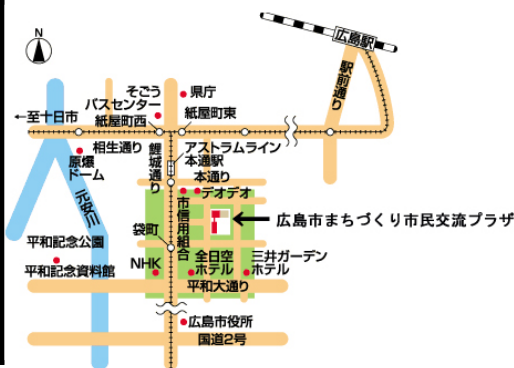 N
広島駅
駅前通り
そごう
バスセンター
県庁
←至十日市
紙屋町西
紙屋町東
相生通り
鯉城通り
アストラムライン
本通駅
本通り
原爆
ドーム
元安川
デオデオ
市信用組合
広島市まちづくり市民交流プラザ
袋町
平和記念公園
平和記念資料館
NHK
全日空
ホテル
三井ガーデン
ホテル
平和大通り
広島市役所
国道2号